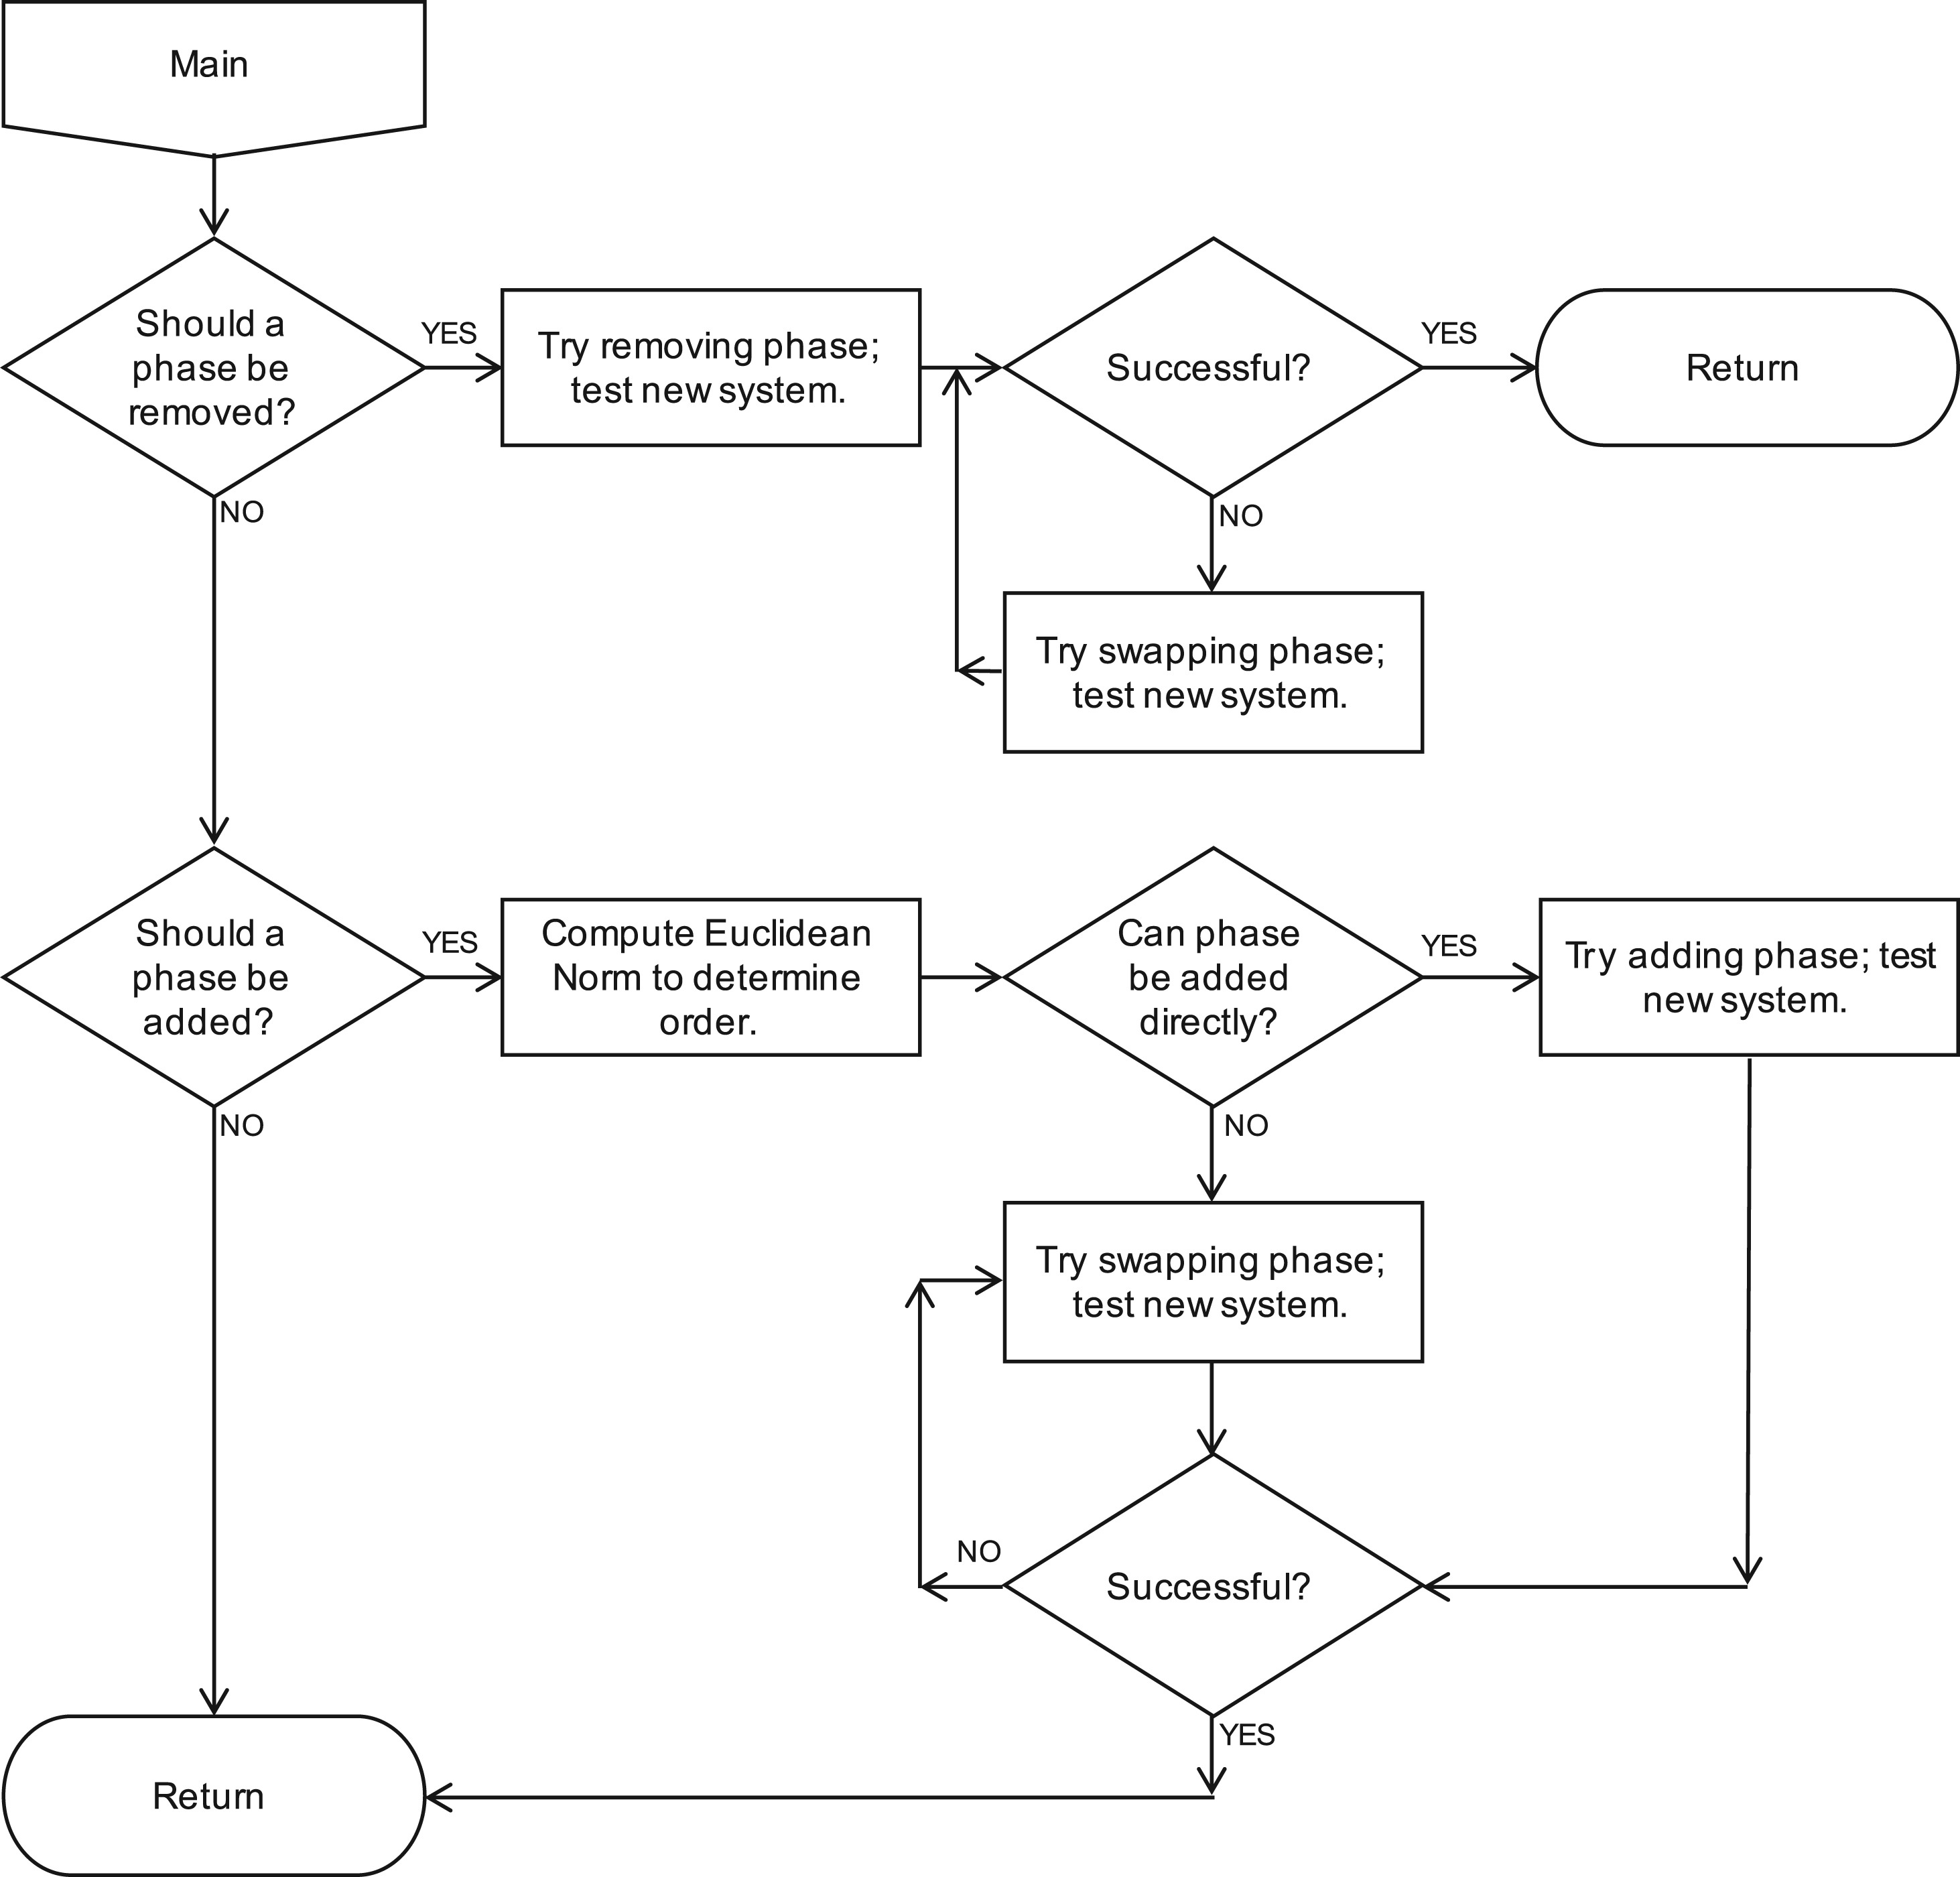 Main
Should a
phase be
removed?
YES
Try removing phase;
test new system.
Successful?
YES
Return
NO
NO
Try swapping phase;
test new system.
Should a
phase be
added?
YES
Compute Euclidean
Norm to determine
order.
Can phase
be added
directly?
YES
Try adding phase; test
new system.
NO
NO
Try swapping phase;
test new system.
NO
Successful?
YES
Return